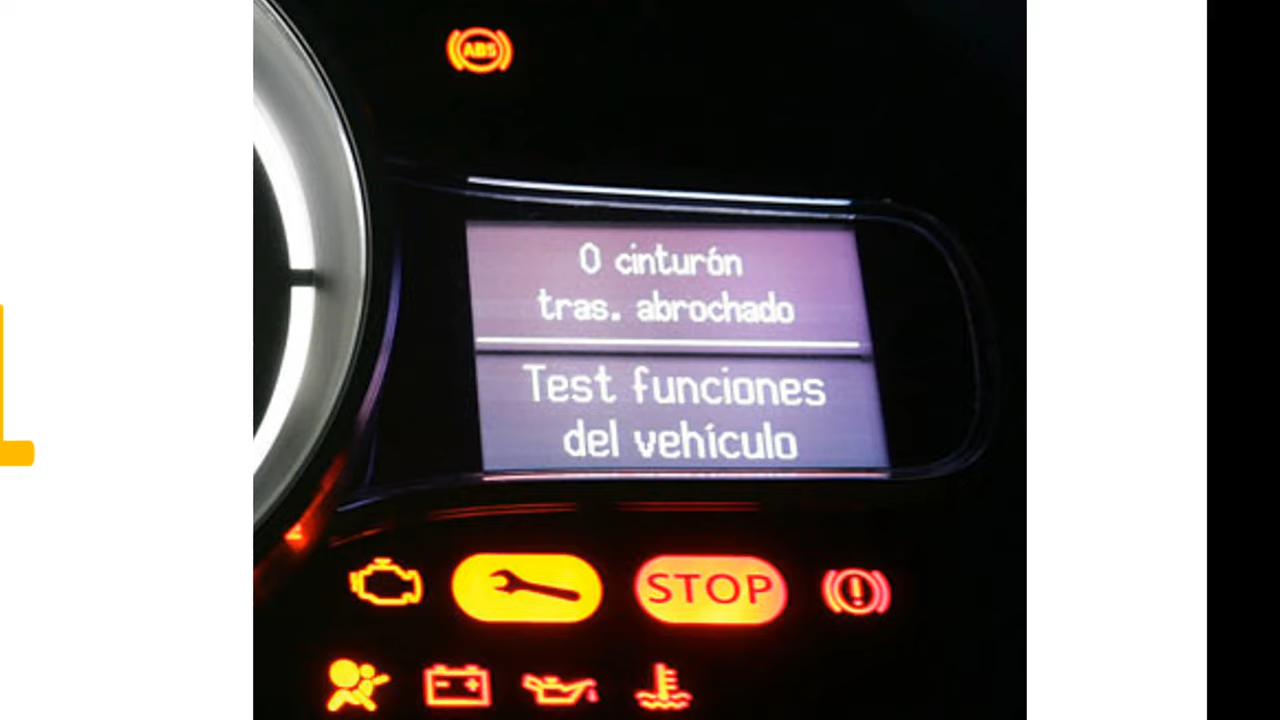 ABS
0 cinturón
tras. abrochado
Test funciones
del vehículo
STOP